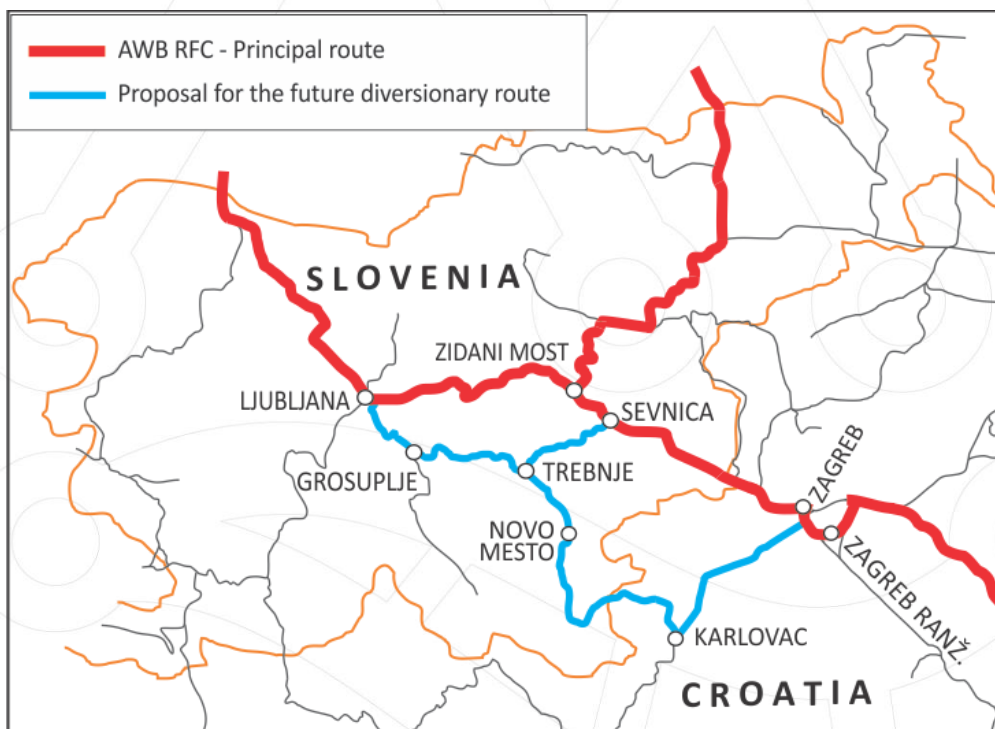 AWB RFC - Principal route
Proposal for the future diversionary route
SLOVENIA
ZIDANI MOST
LJUBLJANA
SEVNICA
GROSUPLJE
TREBNJE
ZAGREB
NOVO
MESTO
ZAGREB RANŽ.
KARLOVAC
CROATIA